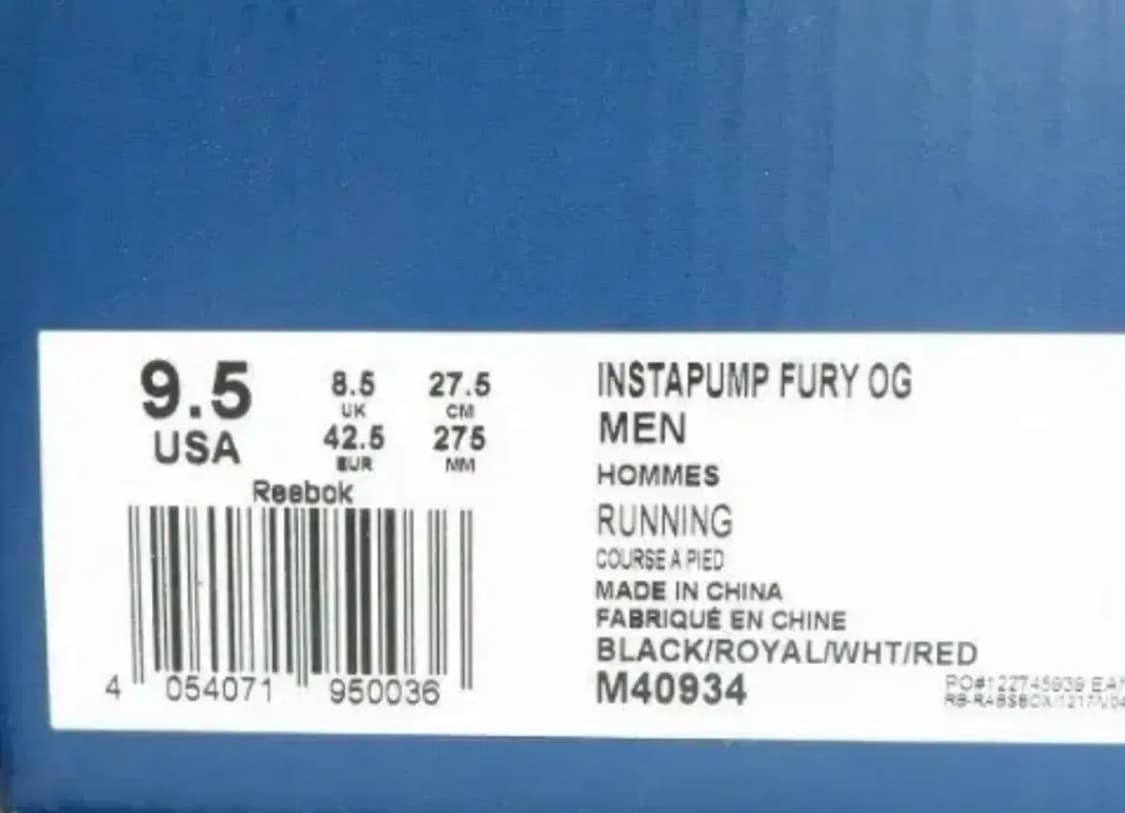 9.5
USA
8.5
UK
42.5
EUR
27.5
CM
275
MM
Reebok
4 054071 950036
INSTAPUMP FURY OG
MEN
HOMMES
RUNNING
COURSE A PIED
MADE IN CHINA
FABRIQUÉ EN CHINE
BLACK/ROYAL/WHT/RED
M40934